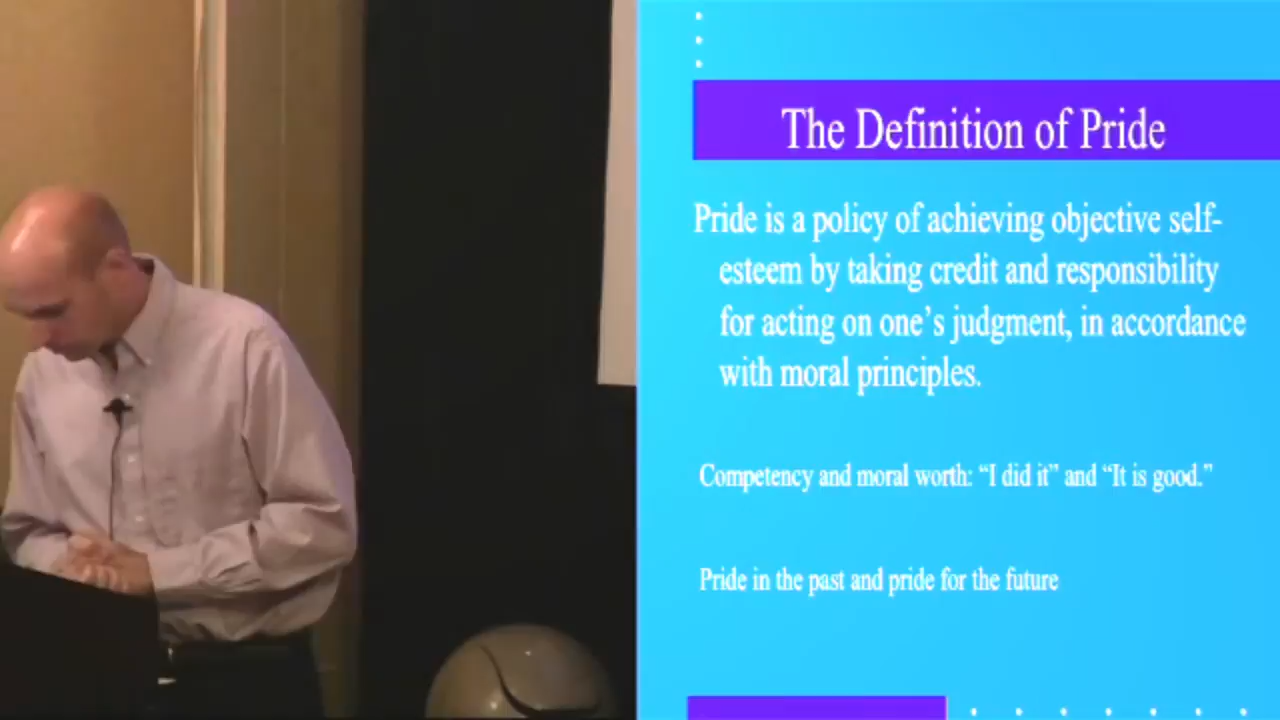 The Definition of Pride
Pride is a policy of achieving objective self-
esteem by taking credit and responsibility
for acting on one’s judgment, in accordance
with moral principles.
Competency and moral worth: “I did it” and “It is good.”
Pride in the past and pride for the future